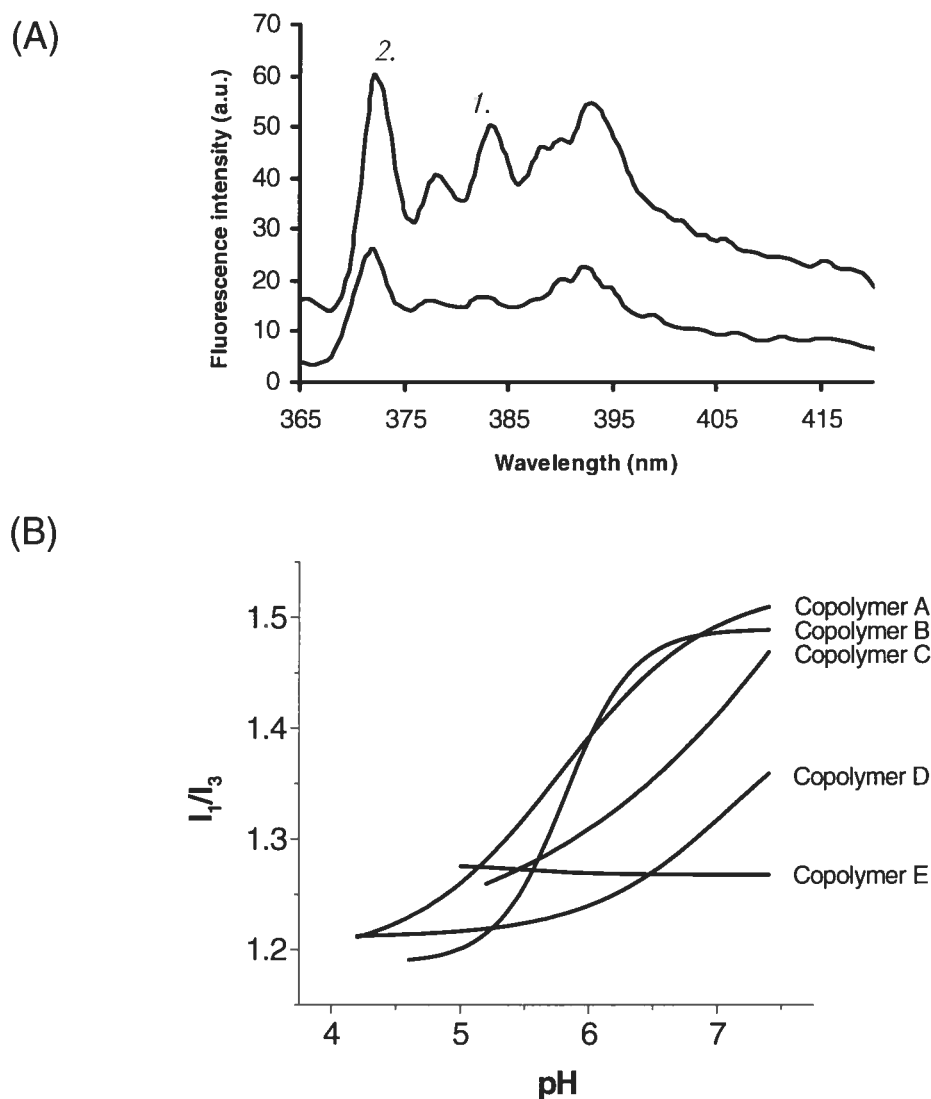 (A)
70
60
50
40
30
20
10
0
2.
1.
Fluorescence intensity (a.u.)
365 375 385 395 405 415
Wavelength (nm)
(B)
1.5
1.4
1.3
1.2
I1/I3
Copolymer A
Copolymer B
Copolymer C
Copolymer D
Copolymer E
4 5 6 7
pH